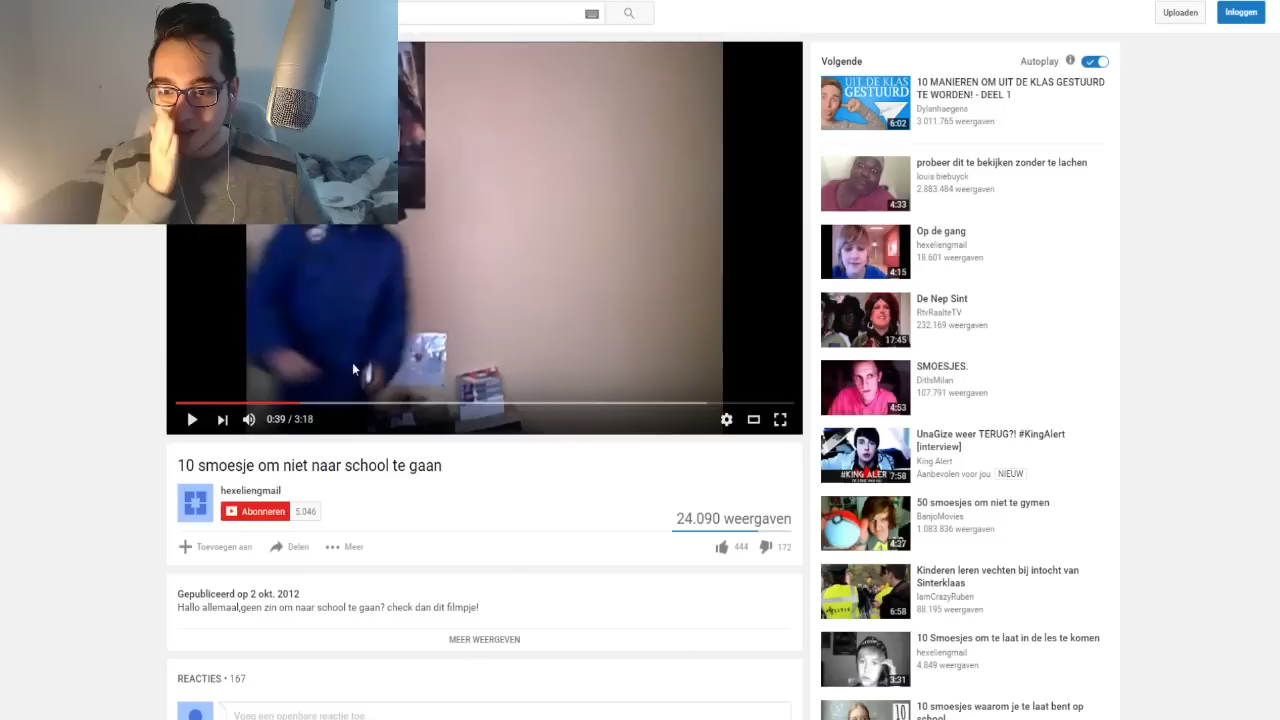 Uploaden
Inloggen
0:39 / 3:18
10 smoesje om niet naar school te gaan
hexeliengmail
Abonneren 5.046
24.090 weergaven
Toevoegen aan Delen Meer
444 172
Gepubliceerd op 2 okt. 2012
Hallo allemaal,geen zin om naar school te gaan? check dan dit filmpje!
MEER WEERGEVEN
REACTIES • 167
Voeg een openbare reactie toe...
Volgende
Autoplay
UIT DE KLAS
GESTUURD
6:02
10 MANIEREN OM UIT DE KLAS GESTUURD
TE WORDEN! - DEEL 1
Dylanhaegens
3.011.765 weergaven
4:33
probeer dit te bekijken zonder te lachen
louis biebuyck
2.883.484 weergaven
4:15
Op de gang
hexeliengmail
18.601 weergaven
17:45
De Nep Sint
RtvRaalteTV
232.169 weergaven
4:53
SMOESJES.
DitIsMilan
107.791 weergaven
#KING ALER
7:58
UnaGize weer TERUG?! #KingAlert
[interview]
King Alert
Aanbevolen voor jou NIEUW
4:37
50 smoesjes om niet te gymen
BanjoMovies
1.083.836 weergaven
6:58
Kinderen leren vechten bij intocht van
Sinterklaas
IamCrazyRuben
88.195 weergaven
3:31
10 Smoesjes om te laat in de les te komen
hexeliengmail
4.849 weergaven
10
10 smoesjes waarom je te laat bent op
school